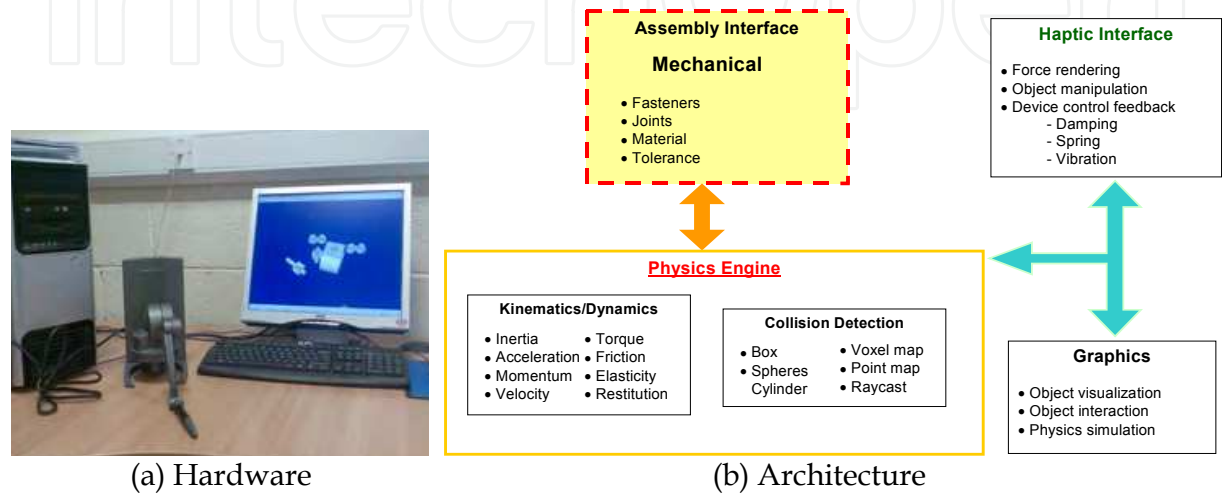 Assembly Interface
Mechanical
• Fasteners
• Joints
• Material
• Tolerance
Haptic Interface
• Force rendering
• Object manipulation
• Device control feedback
- Damping
- Spring
- Vibration
Physics Engine
Kinematics/Dynamics
• Inertia
• Acceleration
• Momentum
• Velocity
• Torque
• Friction
• Elasticity
• Restitution
Collision Detection
• Box
• Spheres
Cylinder
• Voxel map
• Point map
• Raycast
Graphics
• Object visualization
• Object interaction
• Physics simulation
(a) Hardware
(b) Architecture